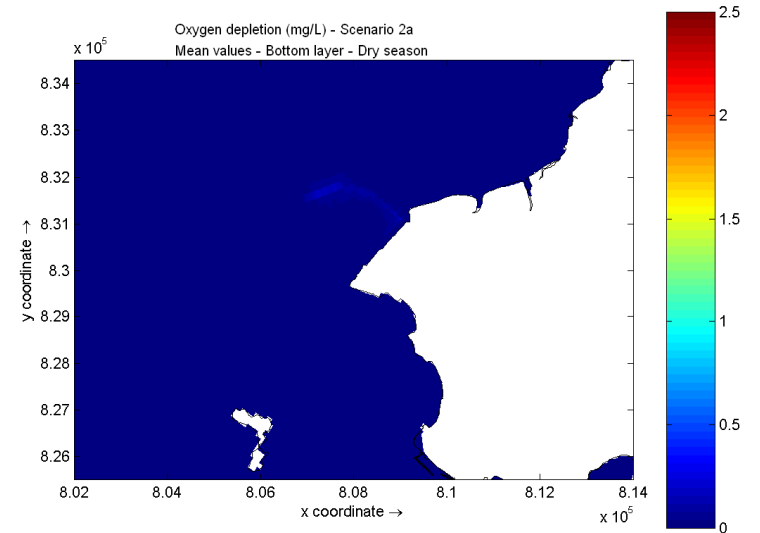 Oxygen depletion (mg/L) - Scenario 2a
Mean values - Bottom layer - Dry season
x 10^5
8.34
8.33
8.32
8.31
8.3
8.29
8.28
8.27
8.26
y coordinate →
8.02 8.04 8.06 8.08 8.1 8.12 8.14
x coordinate →
x 10^5
2.5
2
1.5
1
0.5
0